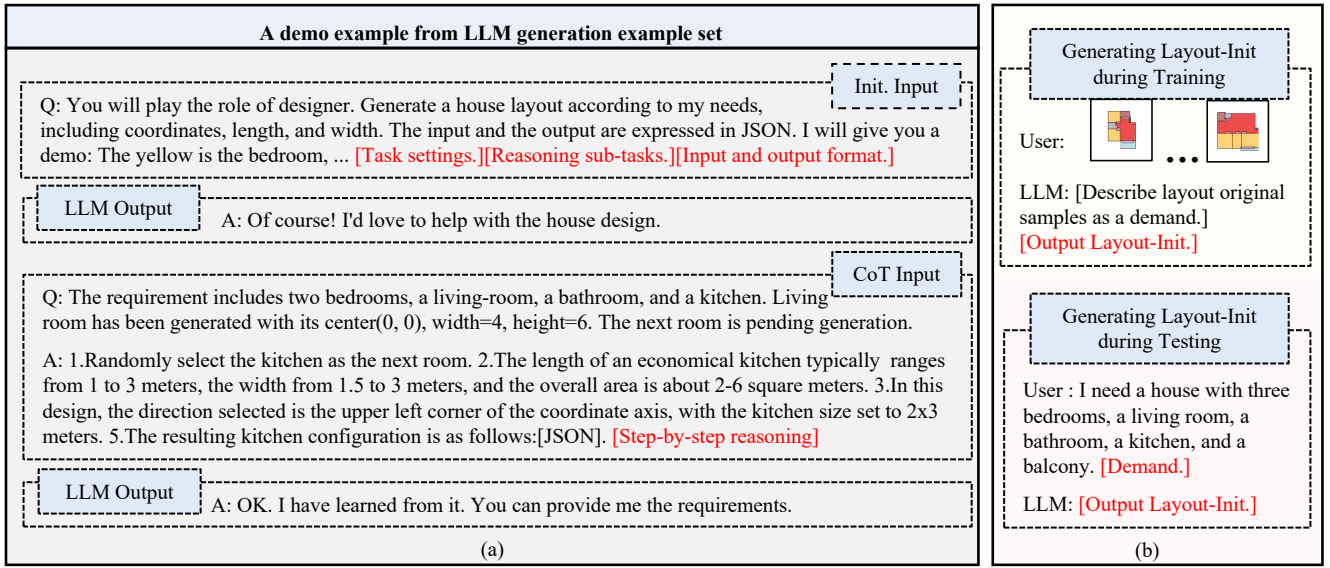 A demo example from LLM generation example set
Init. Input
Q: You will play the role of designer. Generate a house layout according to my needs,
including coordinates, length, and width. The input and the output are expressed in JSON. I will give you a
demo: The yellow is the bedroom, ... [Task settings.][Reasoning sub-tasks.][Input and output format.]
LLM Output
A: Of course! I'd love to help with the house design.
CoT Input
Q: The requirement includes two bedrooms, a living-room, a bathroom, and a kitchen. Living
room has been generated with its center(0, 0), width=4, height=6. The next room is pending generation.
A: 1.Randomly select the kitchen as the next room. 2.The length of an economical kitchen typically ranges
from 1 to 3 meters, the width from 1.5 to 3 meters, and the overall area is about 2-6 square meters. 3.In this
design, the direction selected is the upper left corner of the coordinate axis, with the kitchen size set to 2x3
meters. 5.The resulting kitchen configuration is as follows:[JSON]. [Step-by-step reasoning]
LLM Output
A: OK. I have learned from it. You can provide me the requirements.
(a)
Generating Layout-Init
during Training
User:
...
LLM: [Describe layout original
samples as a demand.]
[Output Layout-Init.]
Generating Layout-Init
during Testing
User : I need a house with three
bedrooms, a living room, a
bathroom, a kitchen, and a
balcony. [Demand.]
LLM: [Output Layout-Init.]
(b)